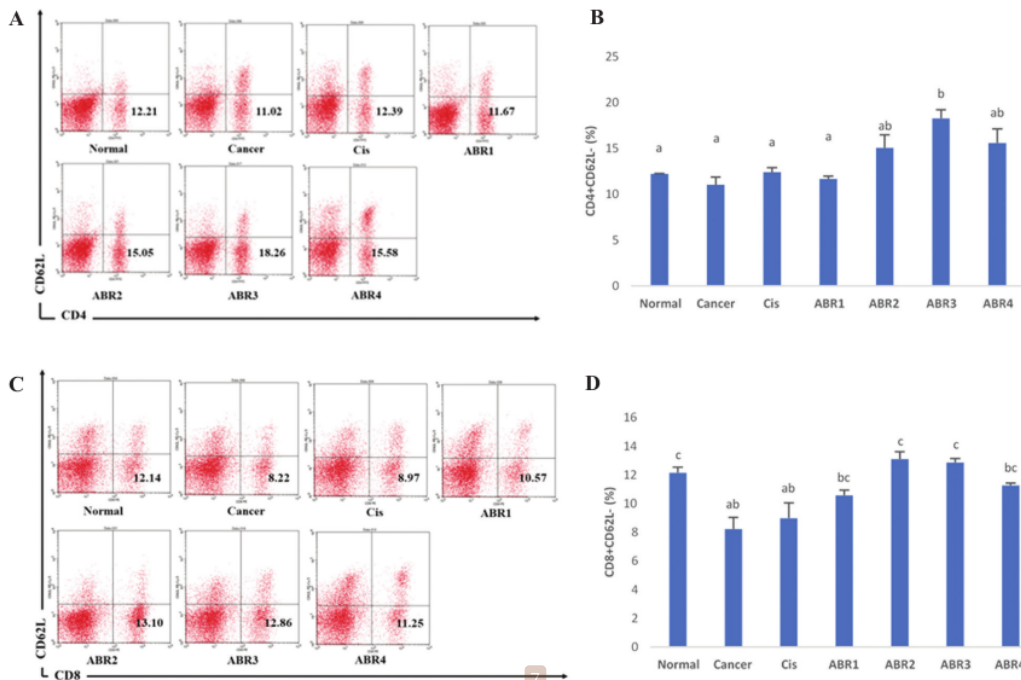 A
12.21
11.02
12.39
11.67
Normal
Cancer
Cis
ABR1
15.05
18.26
15.58
ABR2
ABR3
ABR4
CD62L
CD4
B
25
20
15
10
5
0
CD4+CD62L- (%)
a
a
a
a
ab
b
ab
Normal
Cancer
Cis
ABR1
ABR2
ABR3
ABR4
C
12.14
8.22
8.97
10.57
Normal
Cancer
Cis
ABR1
13.10
12.86
11.25
ABR2
ABR3
ABR4
CD62L
CD8
D
16
14
12
10
8
6
4
2
0
CD8+CD62L- (%)
c
ab
ab
bc
c
c
bc
Normal
Cancer
Cis
ABR1
ABR2
ABR3
ABR4